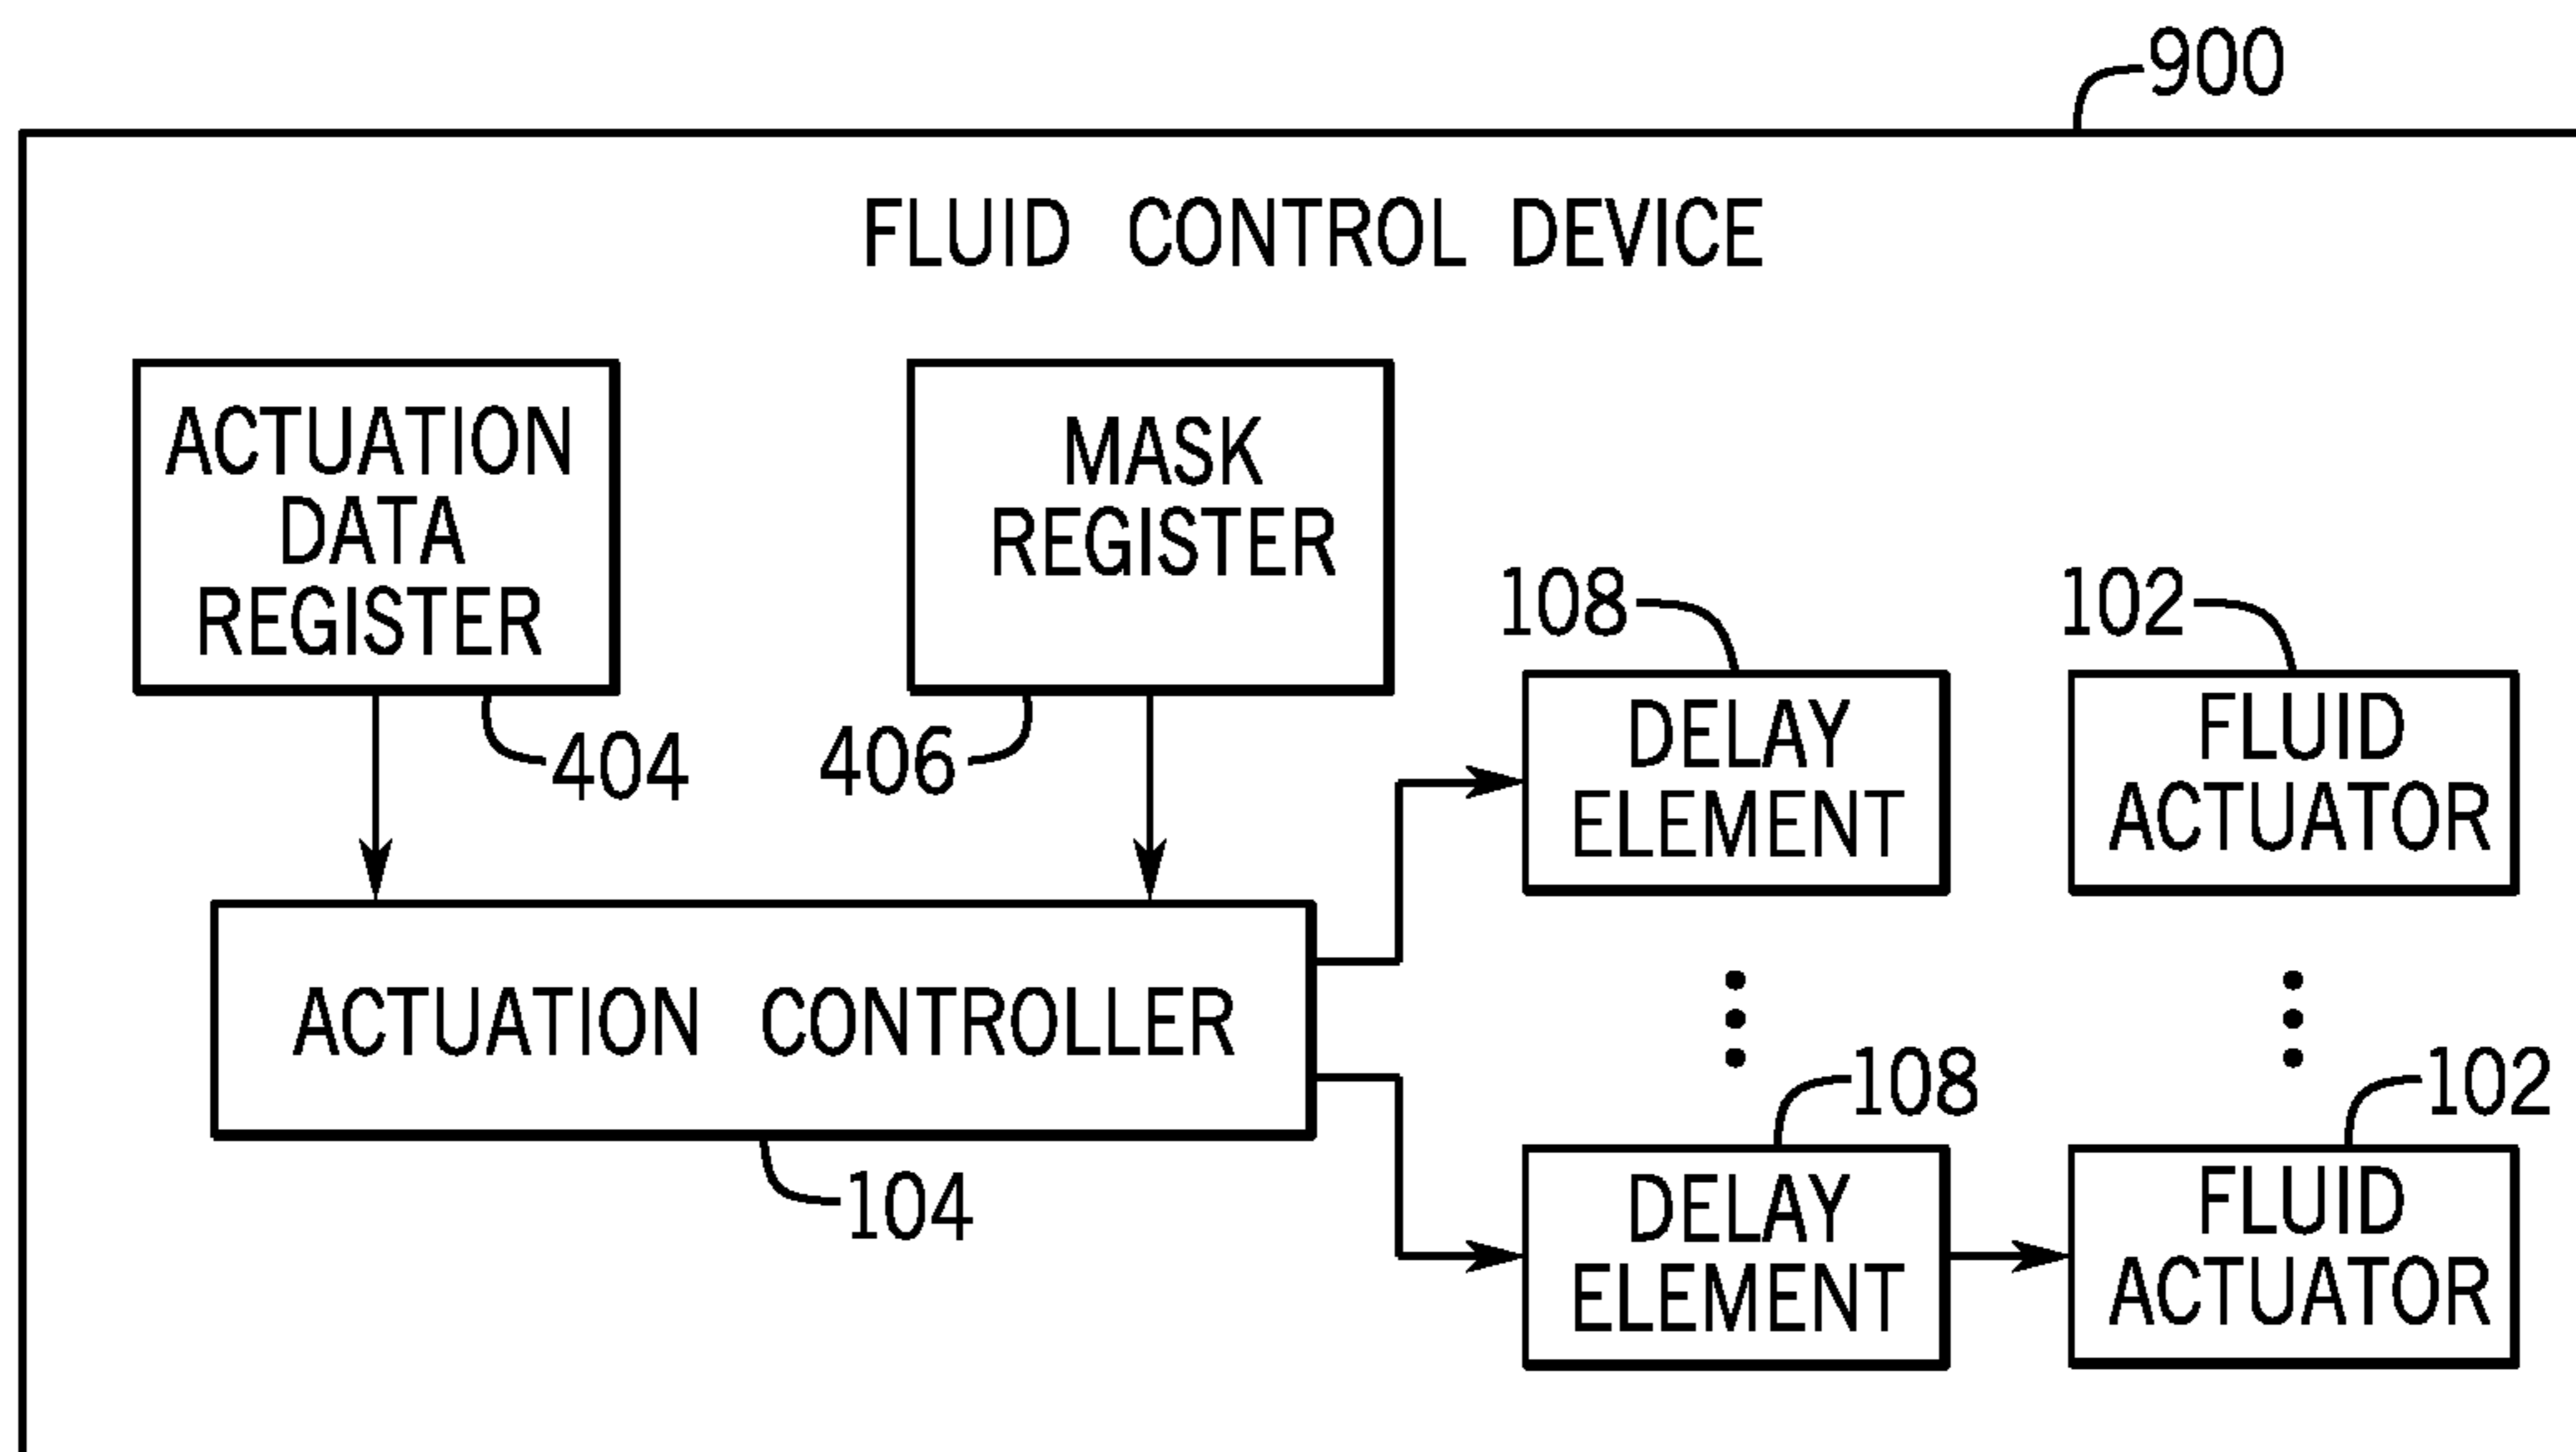 900
FLUID CONTROL DEVICE
ACTUATION
DATA
REGISTER
404
MASK
REGISTER
406
108
DELAY
ELEMENT
102
FLUID
ACTUATOR
ACTUATION CONTROLLER
104
108
DELAY
ELEMENT
102
FLUID
ACTUATOR